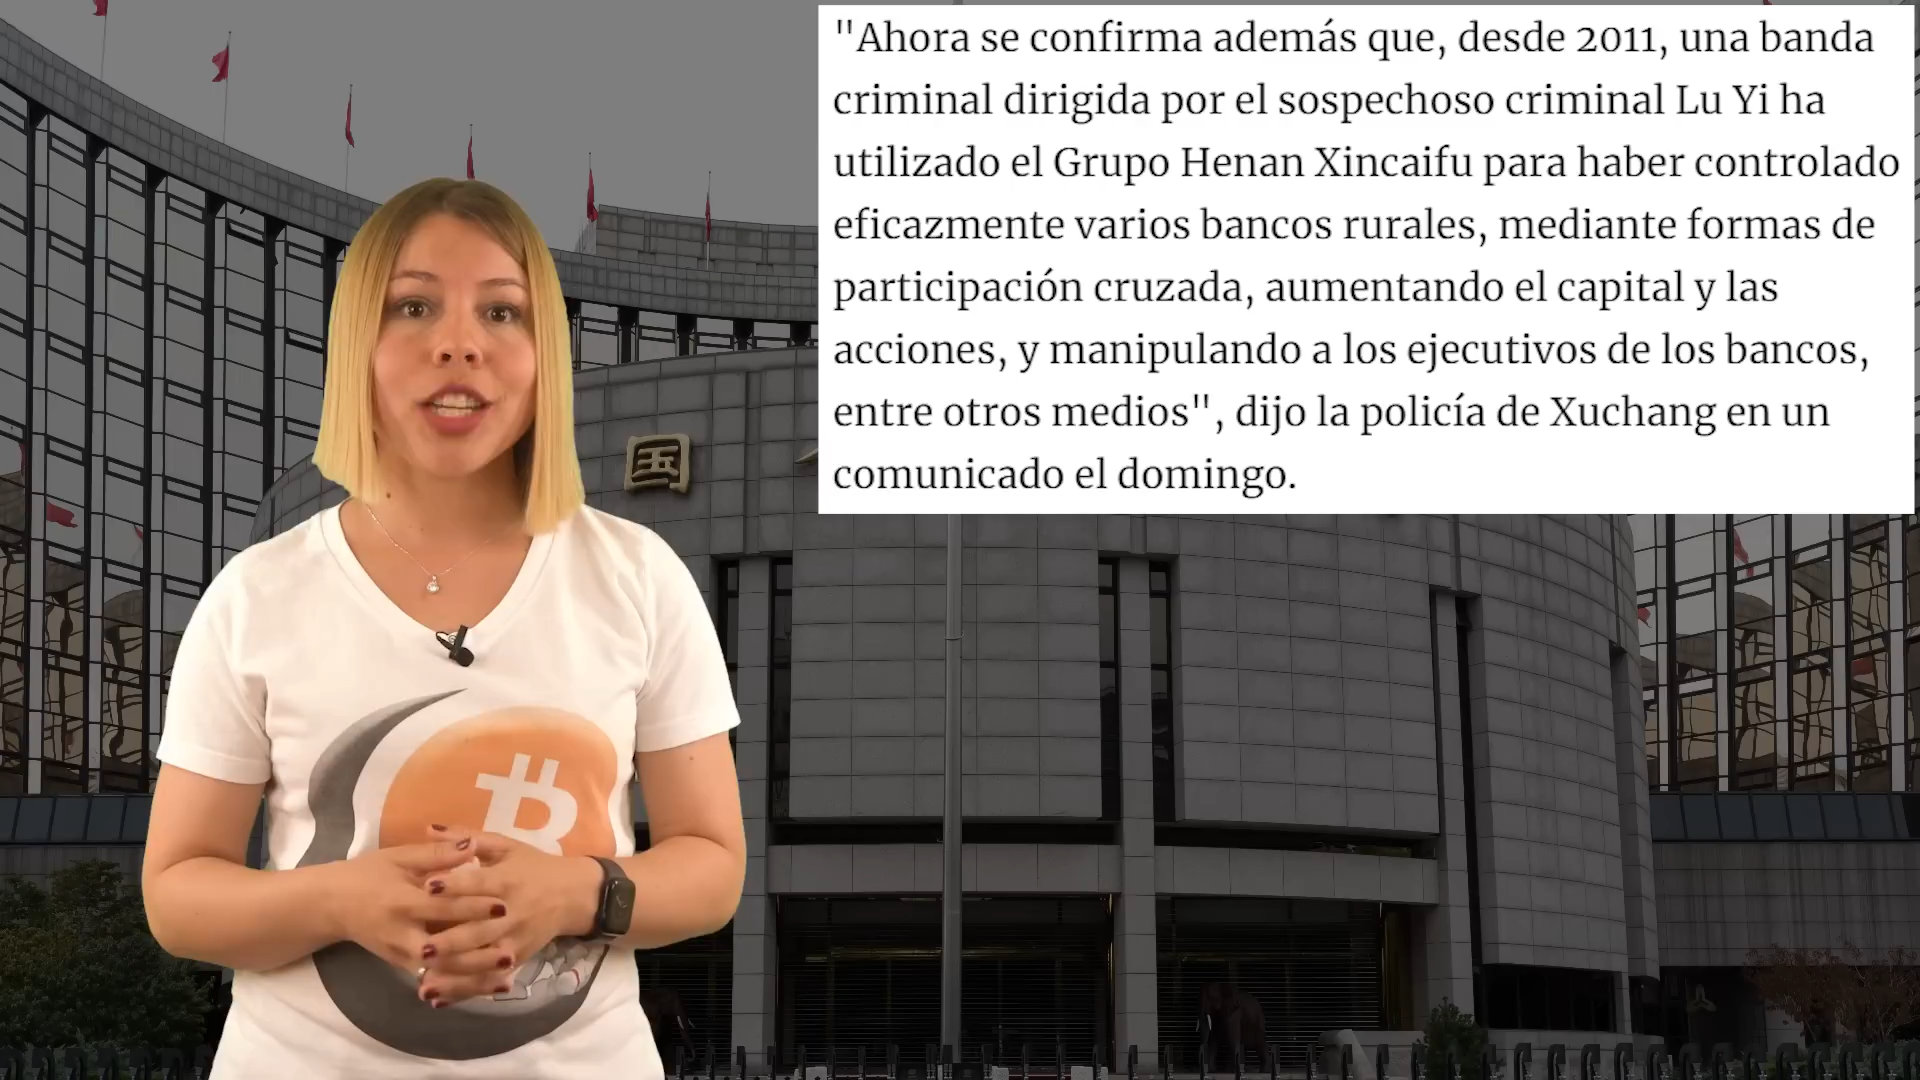 "Ahora se confirma además que, desde 2011, una banda
criminal dirigida por el sospechoso criminal Lu Yi ha
utilizado el Grupo Henan Xincaifu para haber controlado
eficazmente varios bancos rurales, mediante formas de
participación cruzada, aumentando el capital y las
acciones, y manipulando a los ejecutivos de los bancos,
entre otros medios", dijo la policía de Xuchang en un
comunicado el domingo.
国